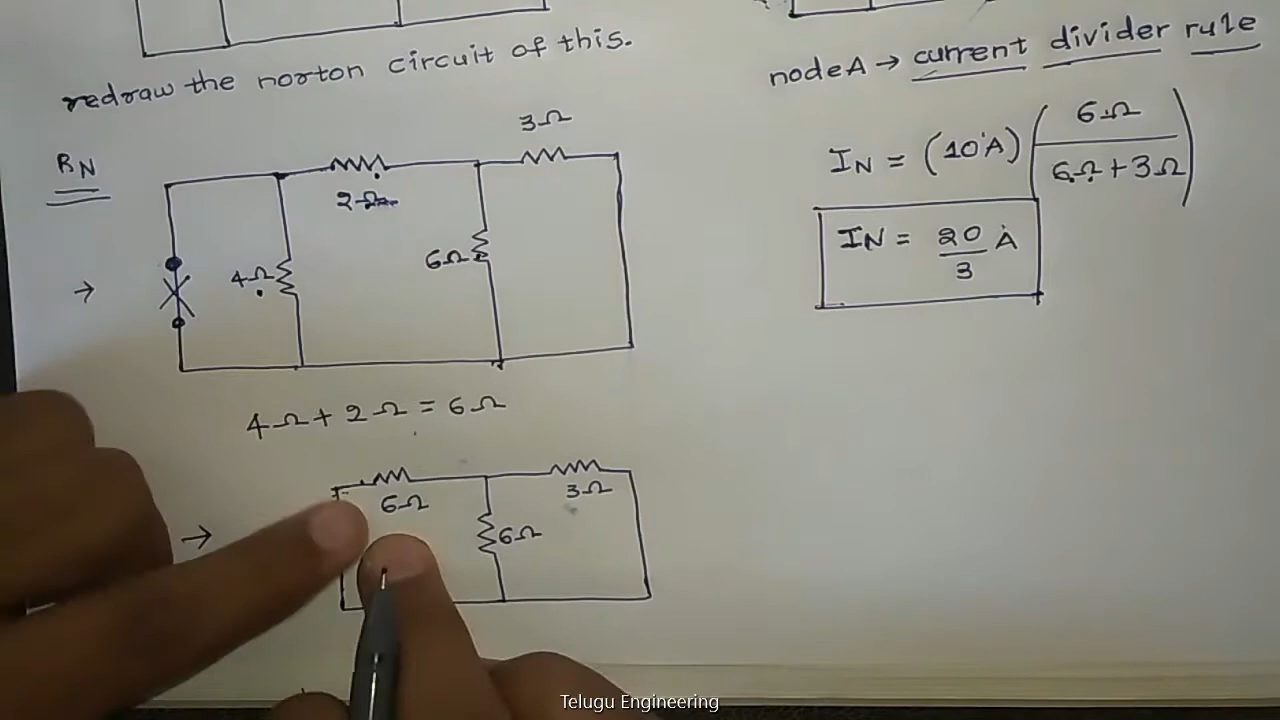 redraw the norton circuit of this.
RN
3Ω
2Ω
4Ω
6Ω
→
4Ω + 2Ω = 6Ω
→
6Ω
3Ω
6Ω
node A → current divider rule
IN = (10A) (6Ω / 6Ω + 3Ω)
IN = 20/3 A
Telugu Engineering